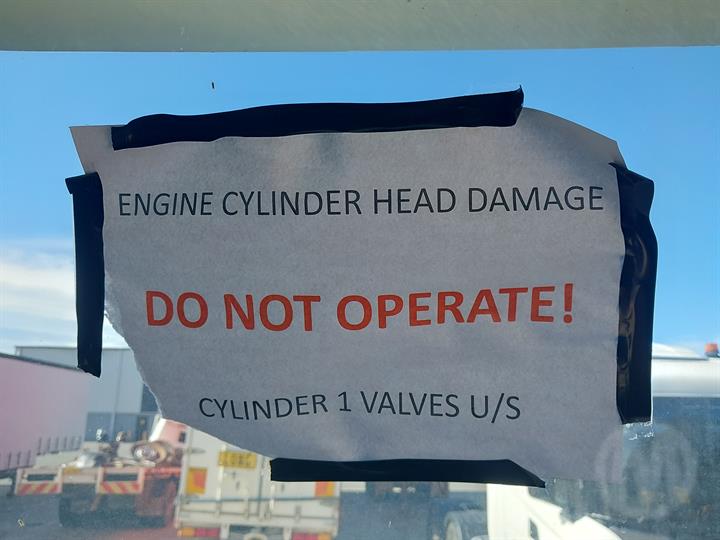 ENGINE CYLINDER HEAD DAMAGE
DO NOT OPERATE!
CYLINDER 1 VALVES U/S